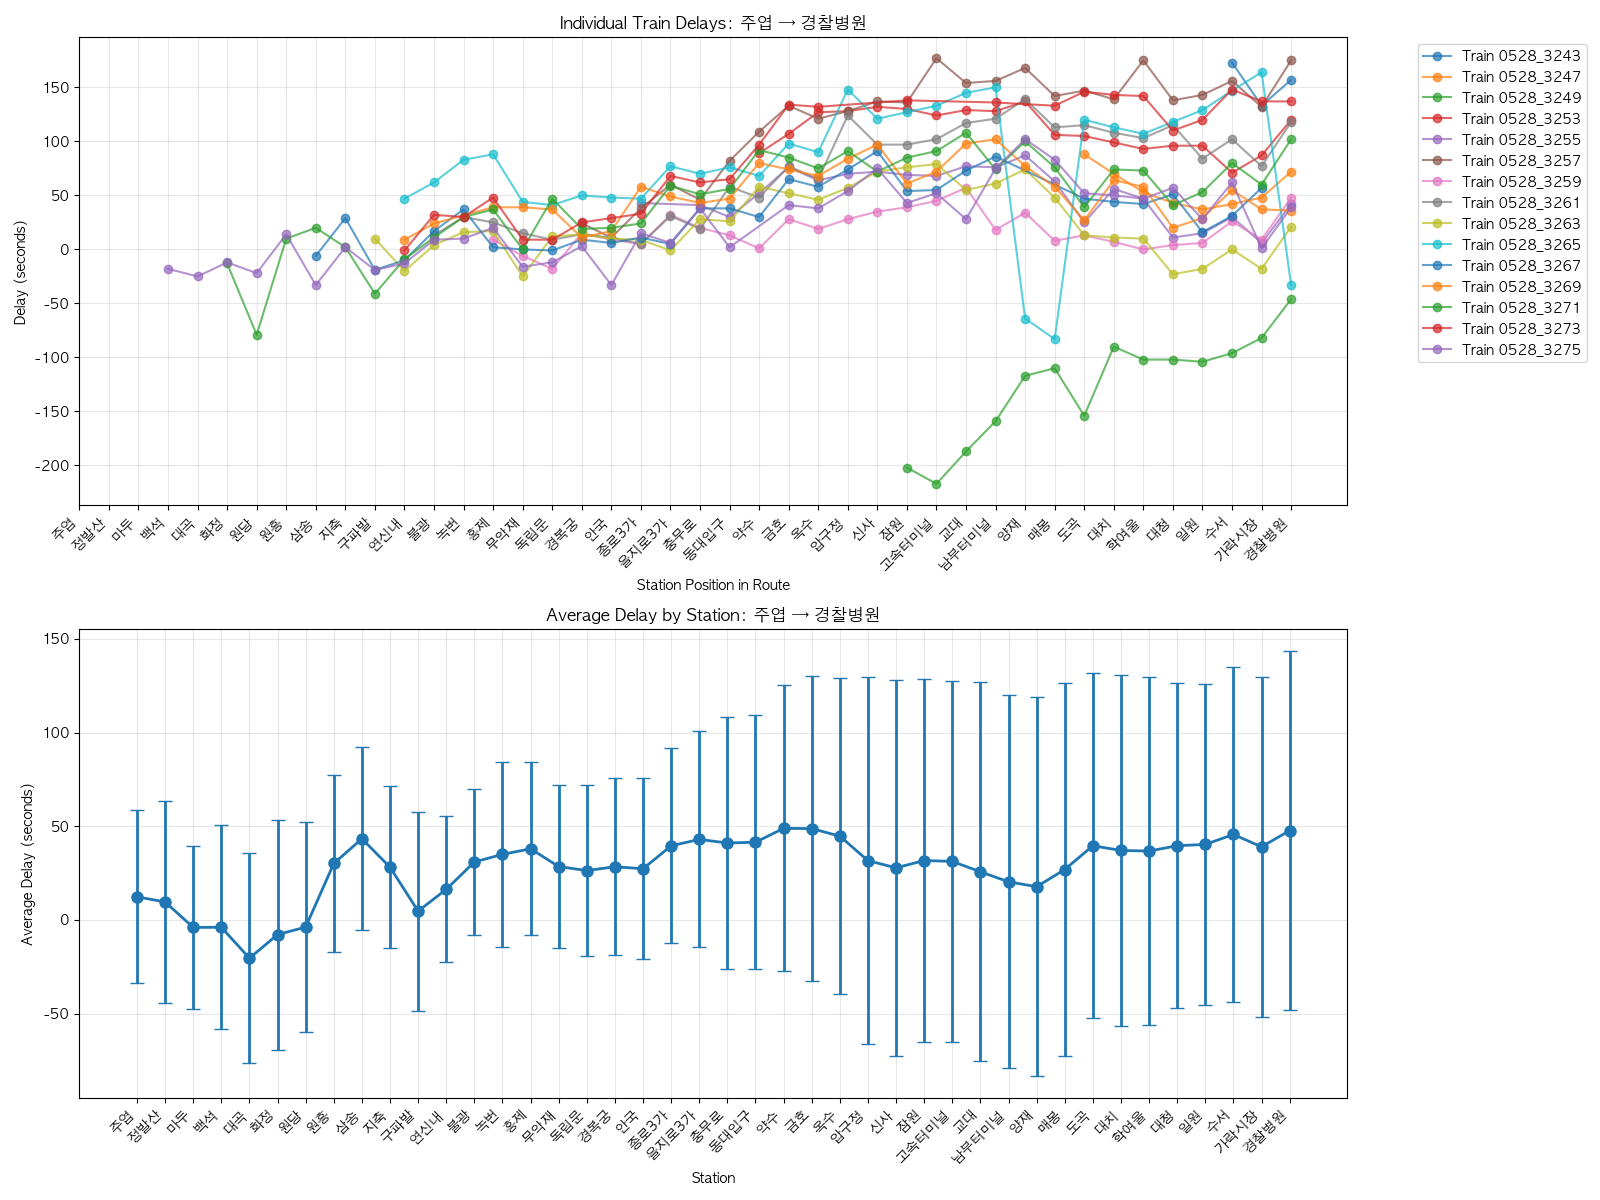 Individual Train Delays: 주엽 → 경찰병원
Delay (seconds)
150
100
50
0
-50
-100
-150
-200
주엽
정발산
마두
백석
대곡
화정
원당
원흥
삼송
지축
구파발
연신내
불광
녹번
홍제
무악재
독립문
경복궁
안국
종로3가
을지로3가
충무로
동대입구
약수
금호
옥수
압구정
신사
잠원
고속터미널
교대
남부터미널
양재
매봉
도곡
대치
학여울
대청
일원
수서
가락시장
경찰병원
Station Position in Route
Train 0528_3243
Train 0528_3247
Train 0528_3249
Train 0528_3253
Train 0528_3255
Train 0528_3257
Train 0528_3259
Train 0528_3261
Train 0528_3263
Train 0528_3265
Train 0528_3267
Train 0528_3269
Train 0528_3271
Train 0528_3273
Train 0528_3275
Average Delay by Station: 주엽 → 경찰병원
Average Delay (seconds)
150
100
50
0
-50
주엽
정발산
마두
백석
대곡
화정
원당
원흥
삼송
지축
구파발
연신내
불광
녹번
홍제
무악재
독립문
경복궁
안국
종로3가
을지로3가
충무로
동대입구
약수
금호
옥수
압구정
신사
잠원
고속터미널
교대
남부터미널
양재
매봉
도곡
대치
학여울
대청
일원
수서
가락시장
경찰병원
Station